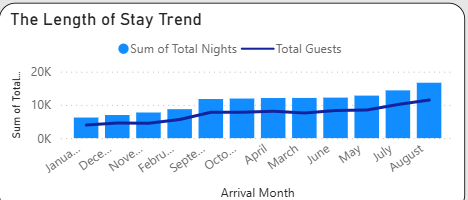 The Length of Stay Trend
Sum of Total Nights Total Guests
Sum of Total...
20K
10K
0K
Janua... Dece... Nove... Febru... Septe... Octo... April March June May July August
Arrival Month